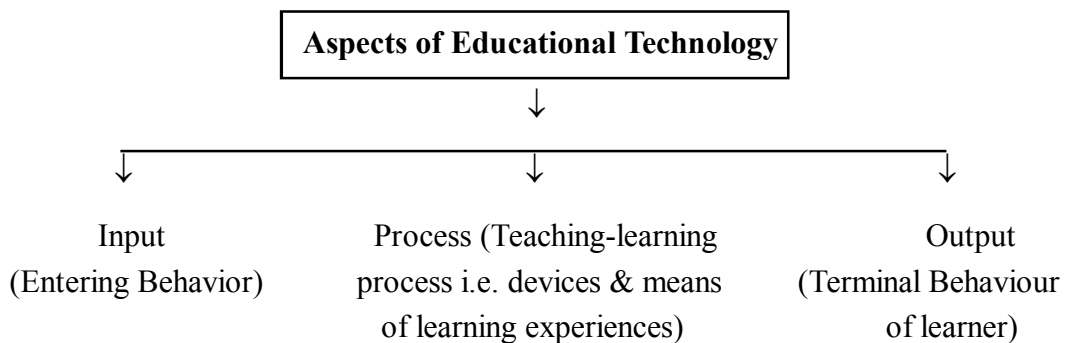 Aspects of Educational Technology
↓
↓ ↓ ↓
Input
(Entering Behavior)
Process (Teaching-learning
process i.e. devices & means
of learning experiences)
Output
(Terminal Behaviour
of learner)